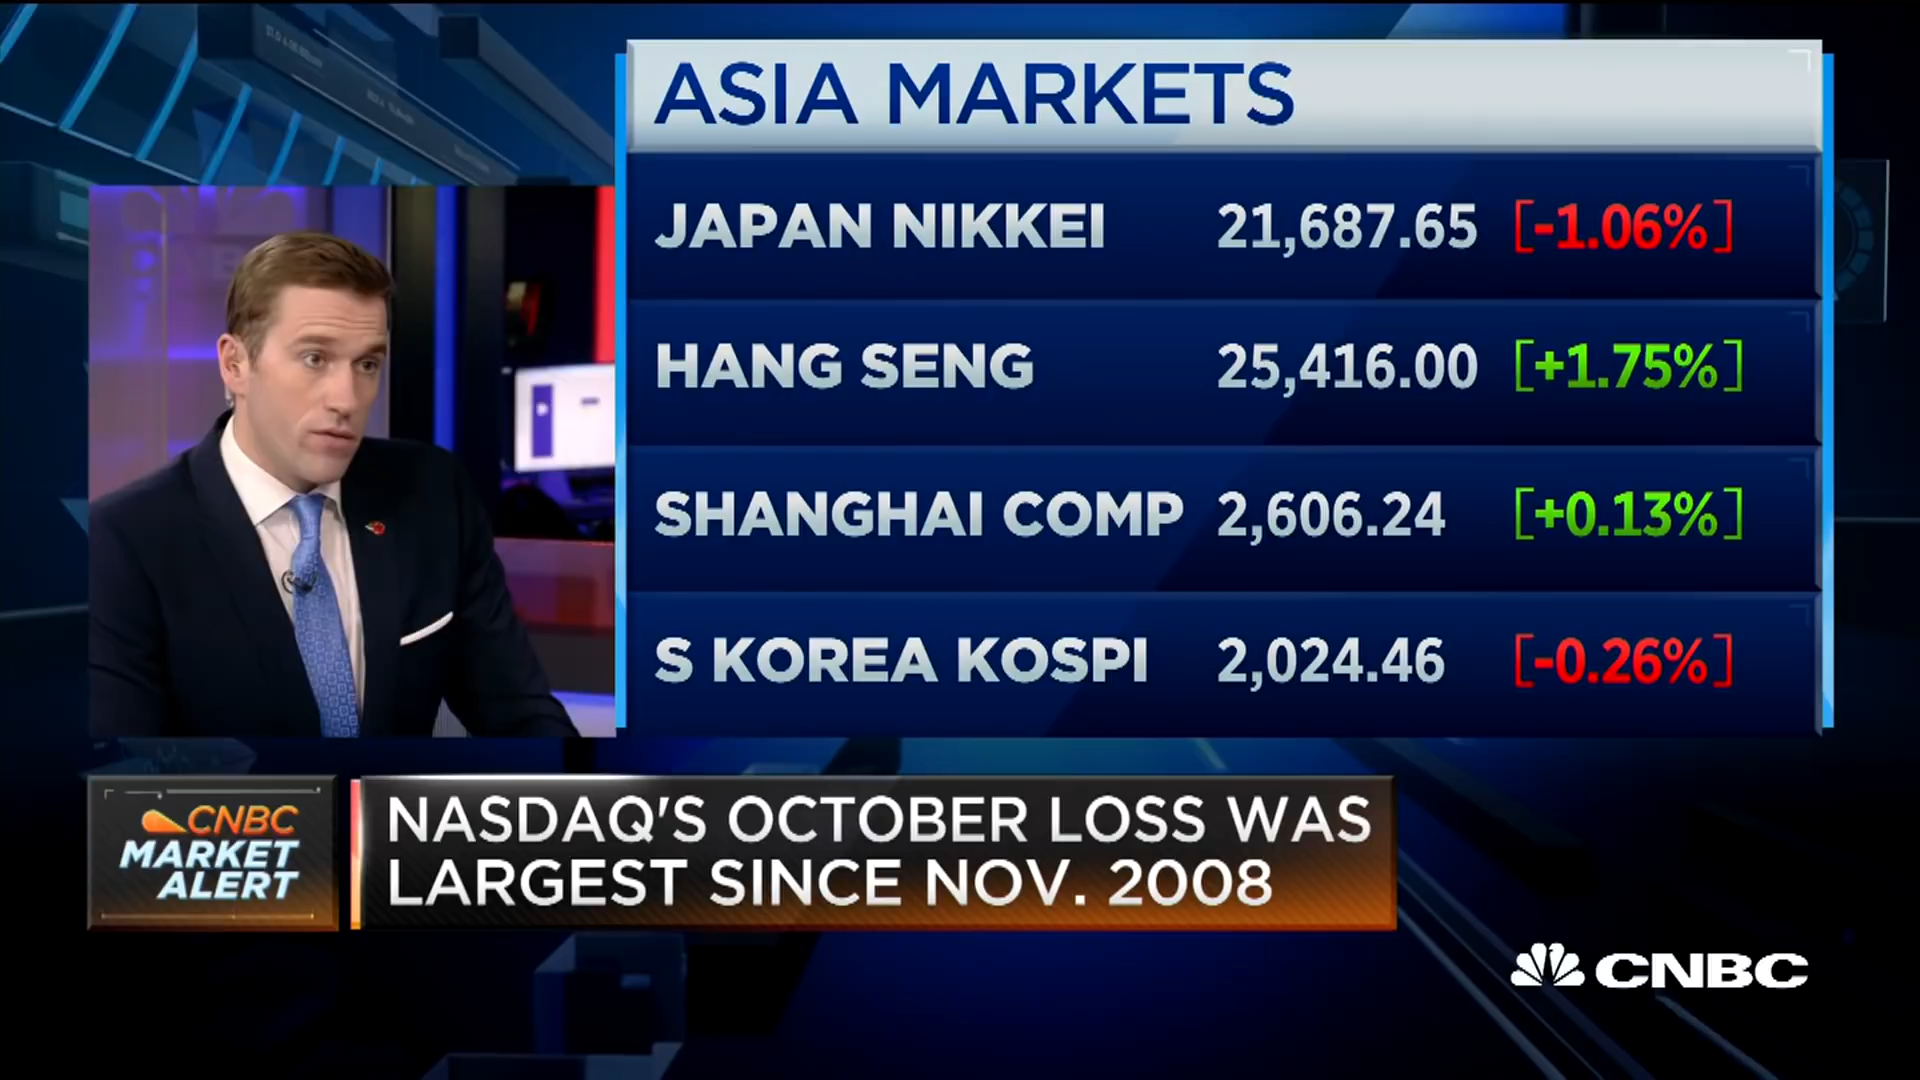 ASIA MARKETS
JAPAN NIKKEI 21,687.65 [-1.06%]
HANG SENG 25,416.00 [+1.75%]
SHANGHAI COMP 2,606.24 [+0.13%]
S KOREA KOSPI 2,024.46 [-0.26%]
CNBC
MARKET
ALERT
NASDAQ'S OCTOBER LOSS WAS
LARGEST SINCE NOV. 2008
CNBC